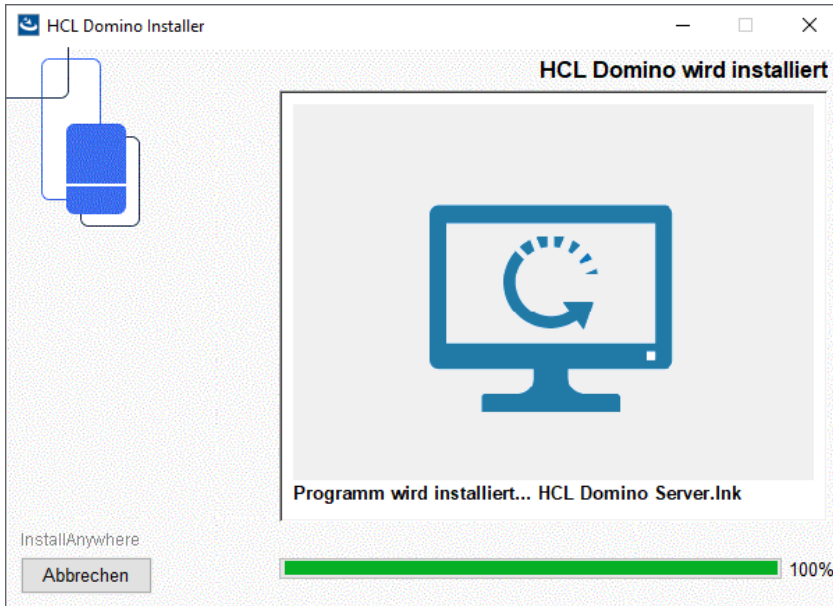 HCL Domino Installer
HCL Domino wird installiert
Programm wird installiert... HCL Domino Server.lnk
InstallAnywhere
Abbrechen
100%